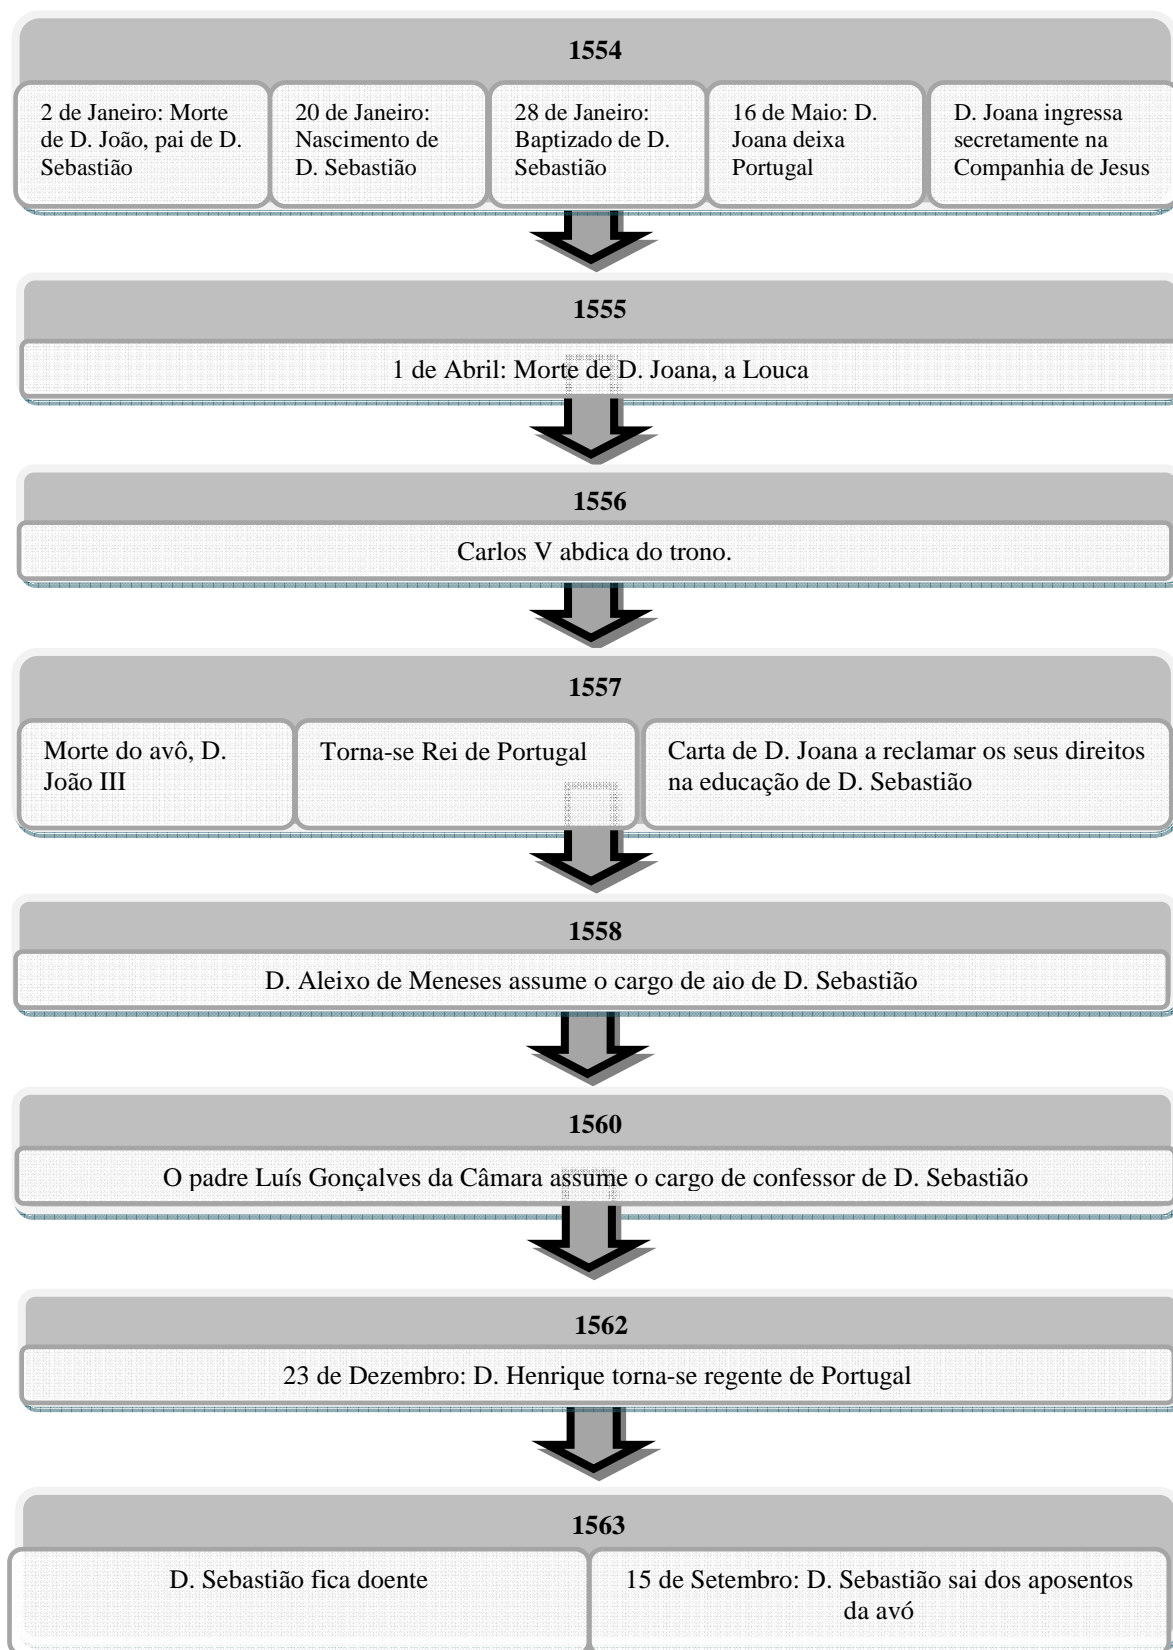 1554
2 de Janeiro: Morte
de D. João, pai de D.
Sebastião
20 de Janeiro:
Nascimento de
D. Sebastião
28 de Janeiro:
Baptizado de D.
Sebastião
16 de Maio: D.
Joana deixa
Portugal
D. Joana ingressa
secretamente na
Companhia de Jesus
1555
1 de Abril: Morte de D. Joana, a Louca
1556
Carlos V abdica do trono.
1557
Morte do avô, D.
João III
Torna-se Rei de Portugal
Carta de D. Joana a reclamar os seus direitos
na educação de D. Sebastião
1558
D. Aleixo de Meneses assume o cargo de aio de D. Sebastião
1560
O padre Luís Gonçalves da Câmara assume o cargo de confessor de D. Sebastião
1562
23 de Dezembro: D. Henrique torna-se regente de Portugal
1563
D. Sebastião fica doente
15 de Setembro: D. Sebastião sai dos aposentos
da avó